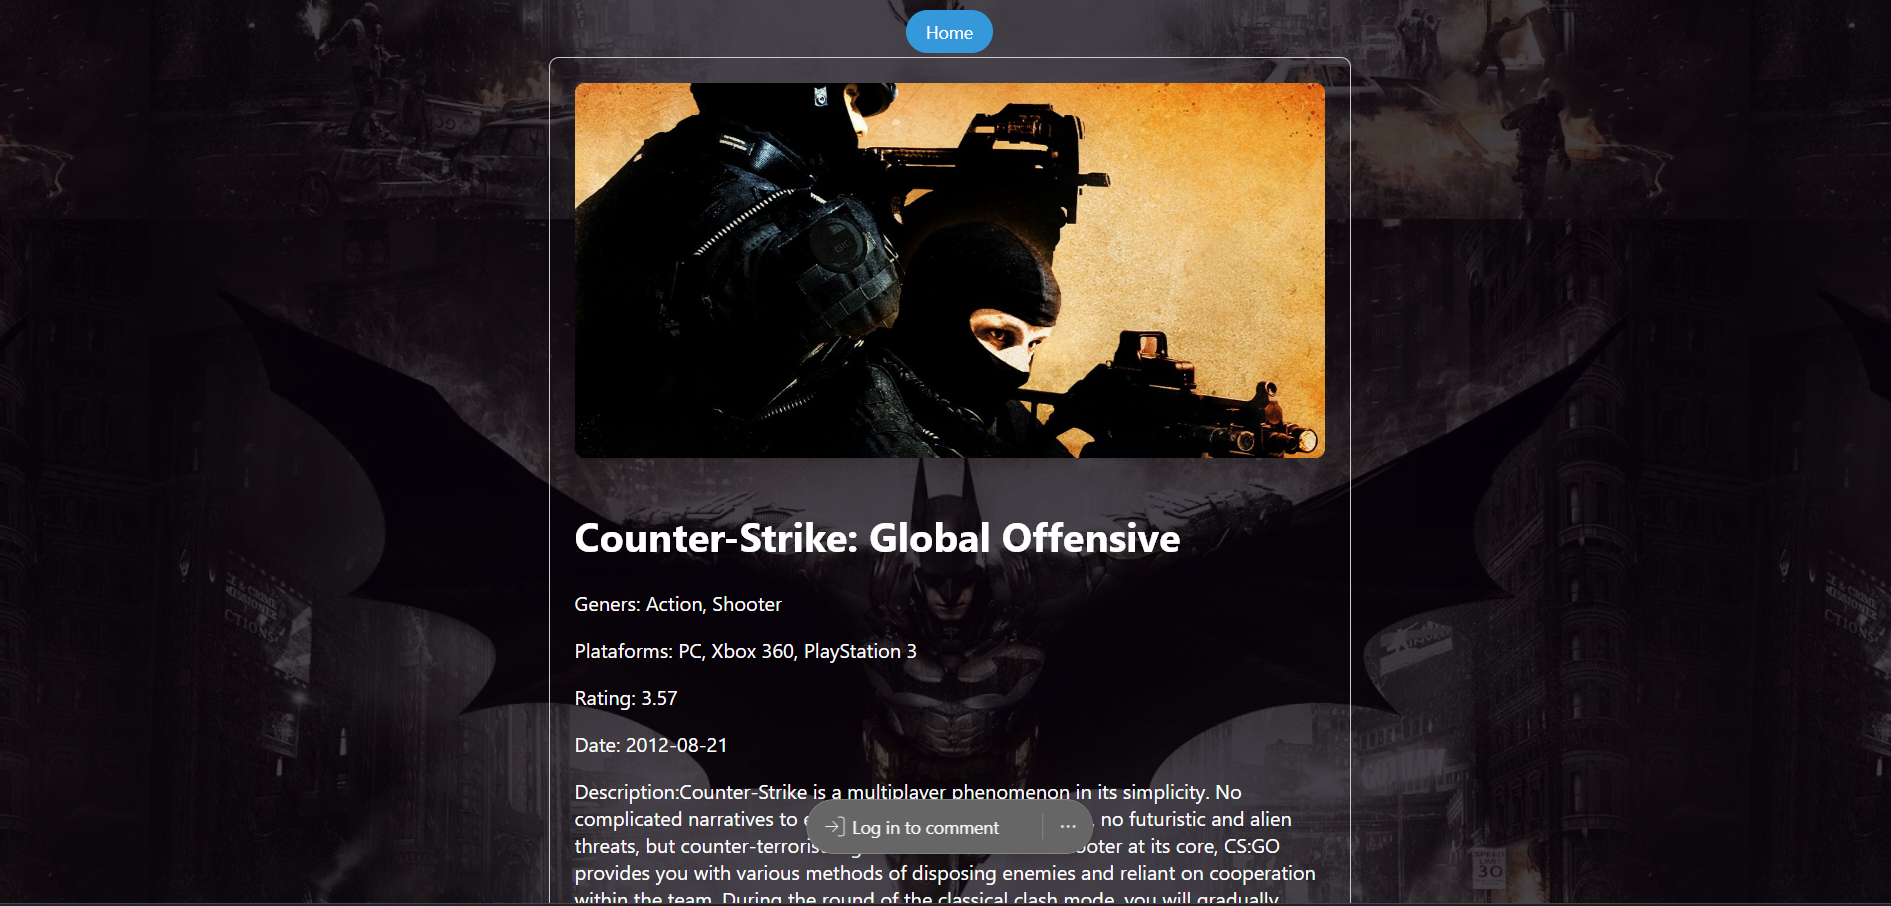 Home
Counter-Strike: Global Offensive
Geners: Action, Shooter
Plataforms: PC, Xbox 360, PlayStation 3
Rating: 3.57
Date: 2012-08-21
Description:Counter-Strike is a multiplayer phenomenon in its simplicity. No
complicated narratives to no futuristic and alien
Log in to comment
threats, but counter-terroris at its core, CS:GO
provides you with various methods of disposing enemies and reliant on cooperation
within the team. During the round of the classical clash mode, you will gradually
SPEED
LIMIT
30